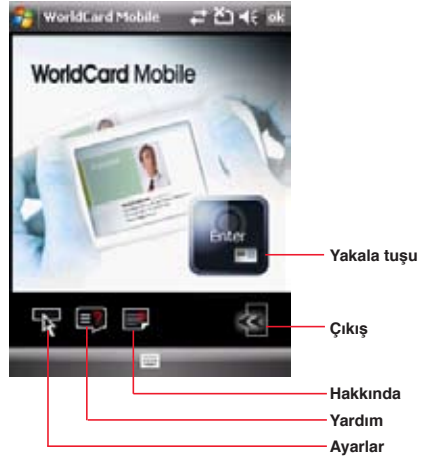 WorldCard Mobile
ok
WorldCard Mobile
Enter
Yakala tuşu
Çıkış
Hakkında
Yardım
Ayarlar